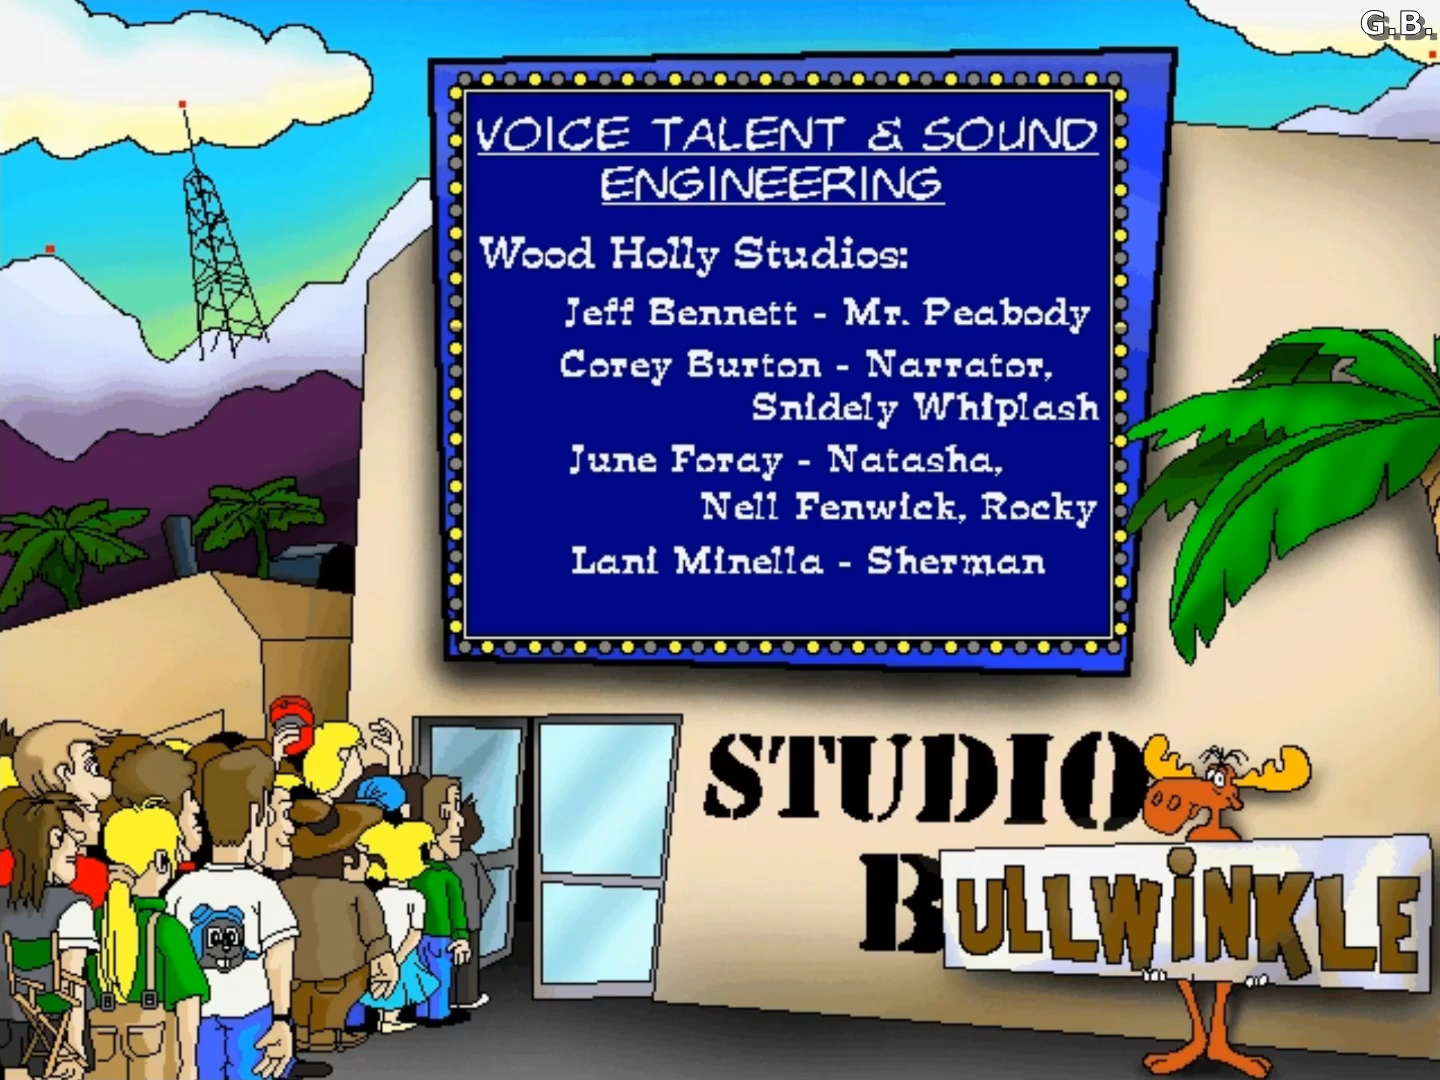 G.B.
VOICE TALENT & SOUND
ENGINEERING
Wood Holly Studios:
Jeff Bennett - Mr. Peabody
Corey Burton - Narrator,
Snidely Whiplash
June Foray - Natasha,
Nell Fenwick, Rocky
Lani Minella - Sherman
STUDIO
BULLWiNKLE